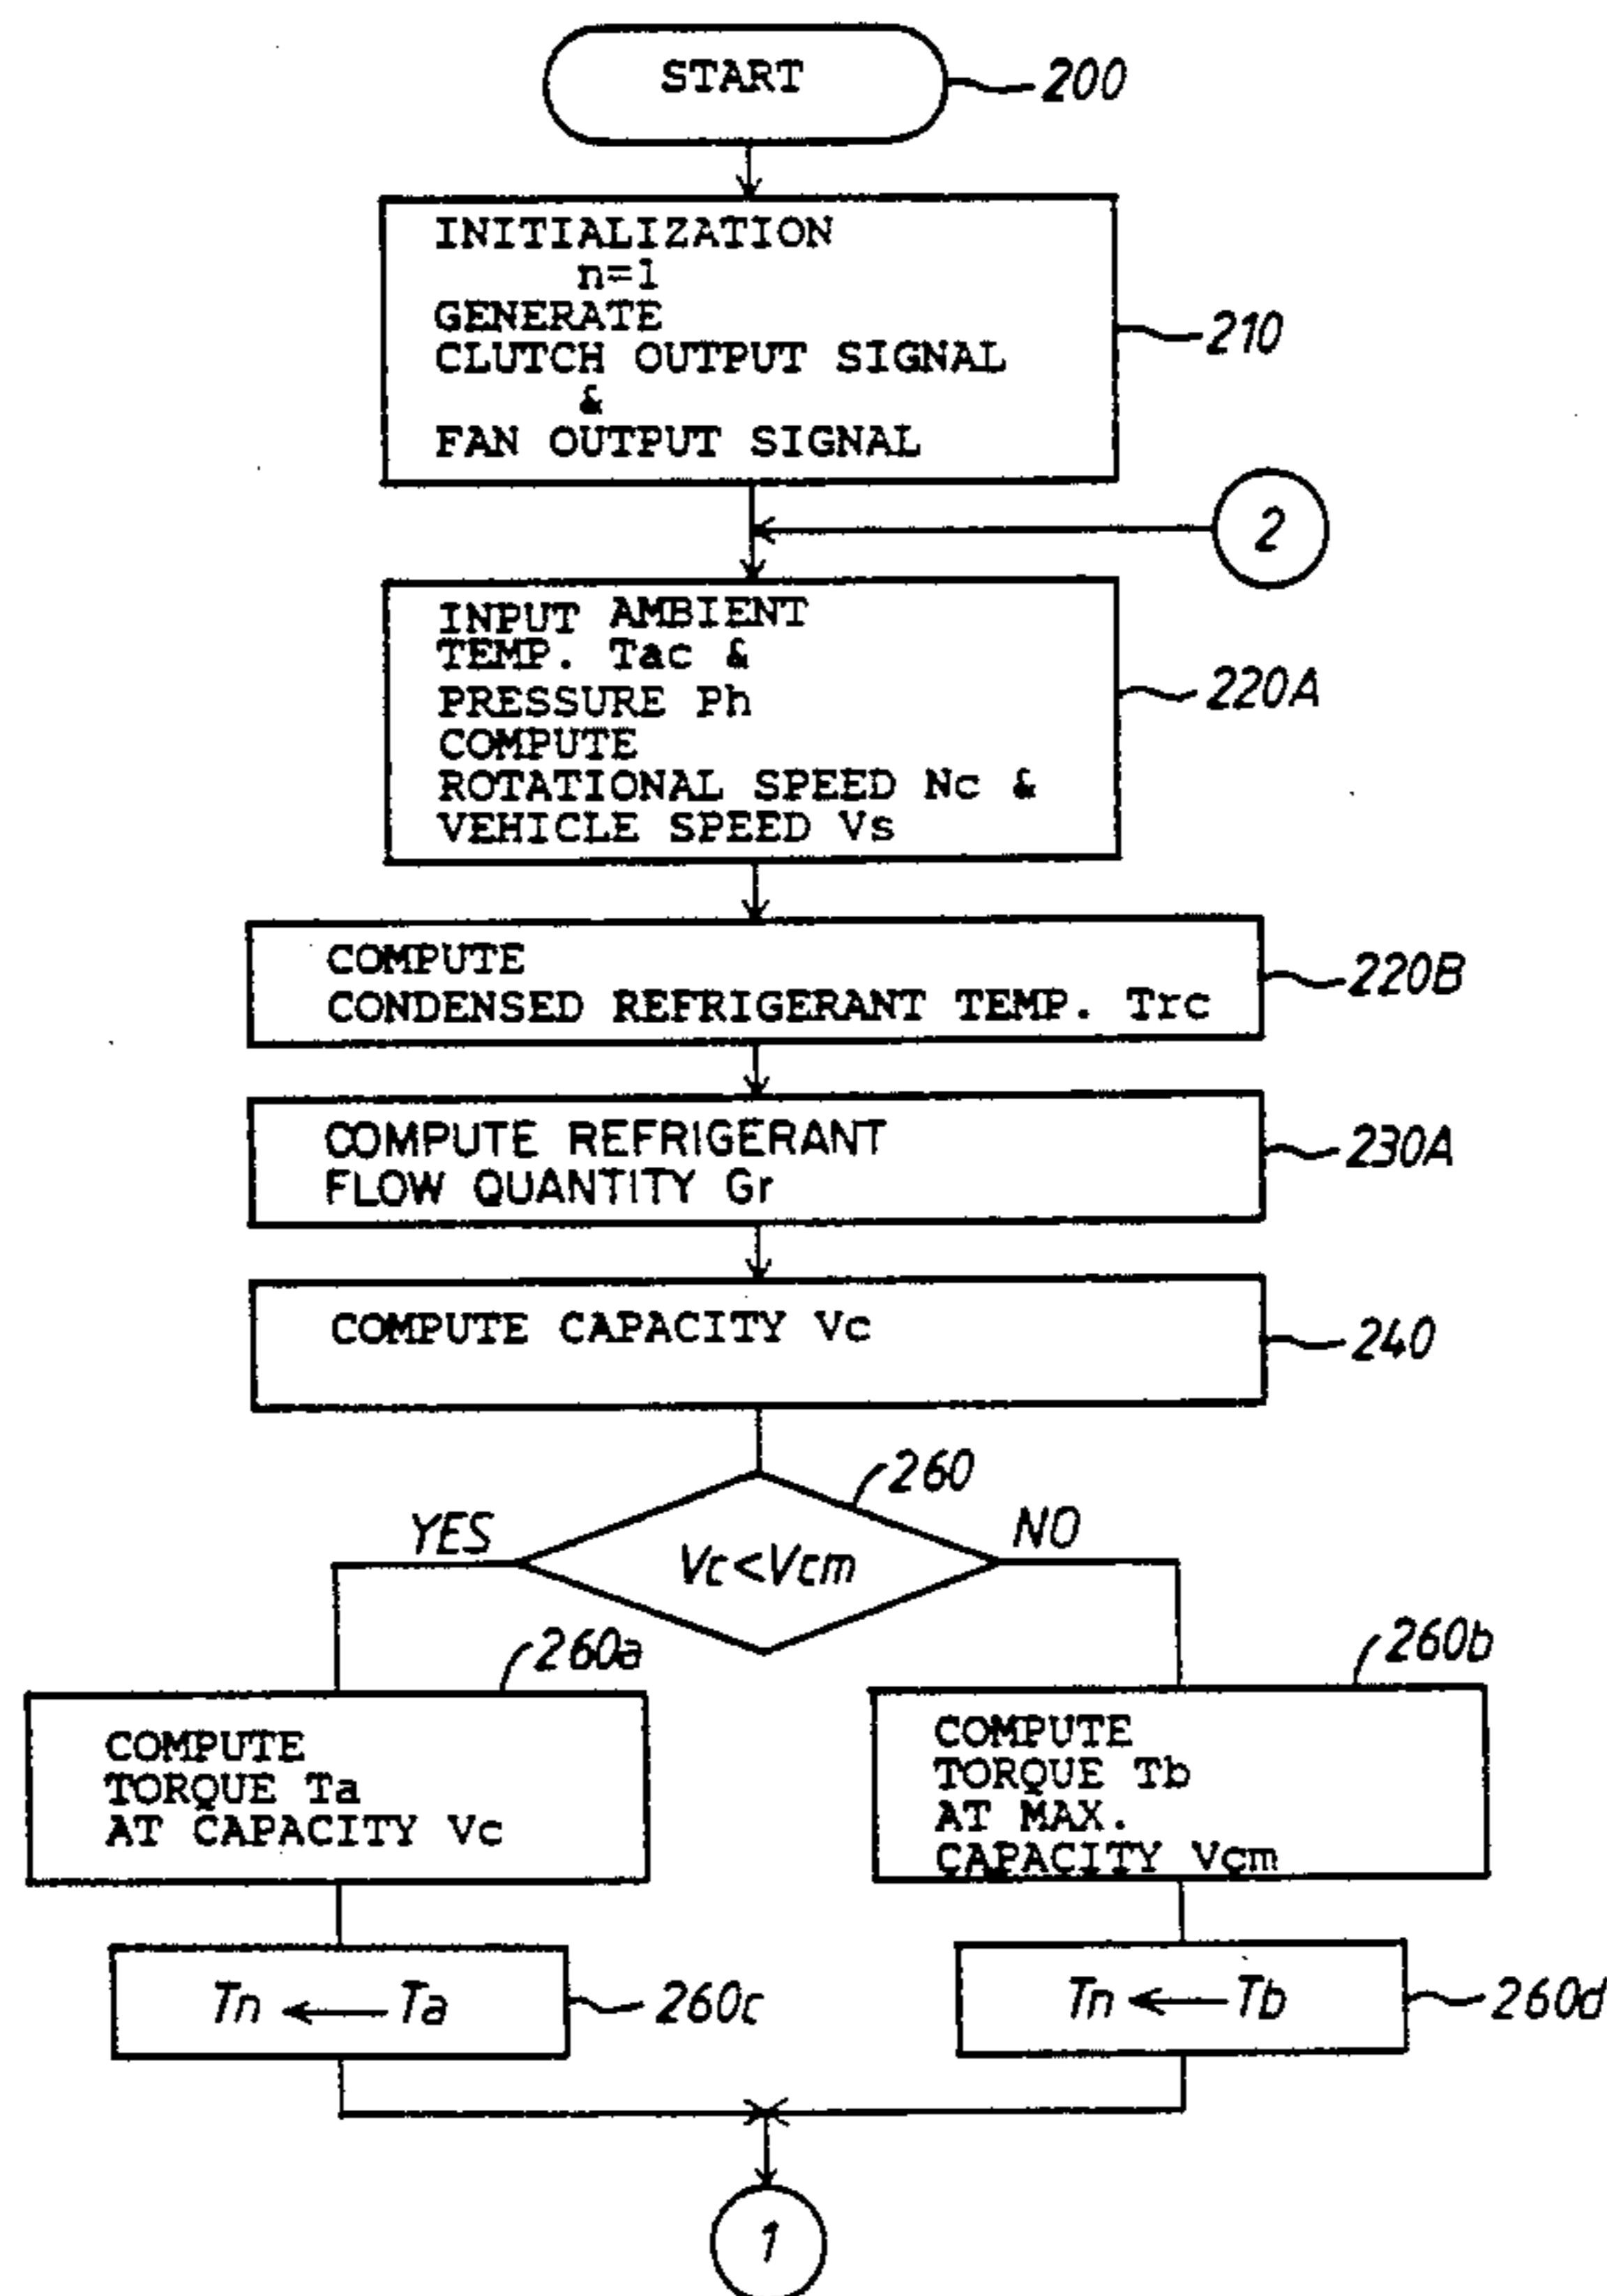 START
200
INITIALIZATION
n=1
GENERATE
CLUTCH OUTPUT SIGNAL
&
FAN OUTPUT SIGNAL
210
2
INPUT AMBIENT
TEMP. Tac &
PRESSURE Ph
COMPUTE
ROTATIONAL SPEED Nc &
VEHICLE SPEED Vs
220A
COMPUTE
CONDENSED REFRIGERANT TEMP. Trc
220B
COMPUTE REFRIGERANT
FLOW QUANTITY Gr
230A
COMPUTE CAPACITY Vc
240
260
YES
NO
Vc<Vcm
260a
COMPUTE
TORQUE Ta
AT CAPACITY Vc
260b
COMPUTE
TORQUE Tb
AT MAX.
CAPACITY Vcm
Tn ← Ta
260c
Tn ← Tb
260d
1